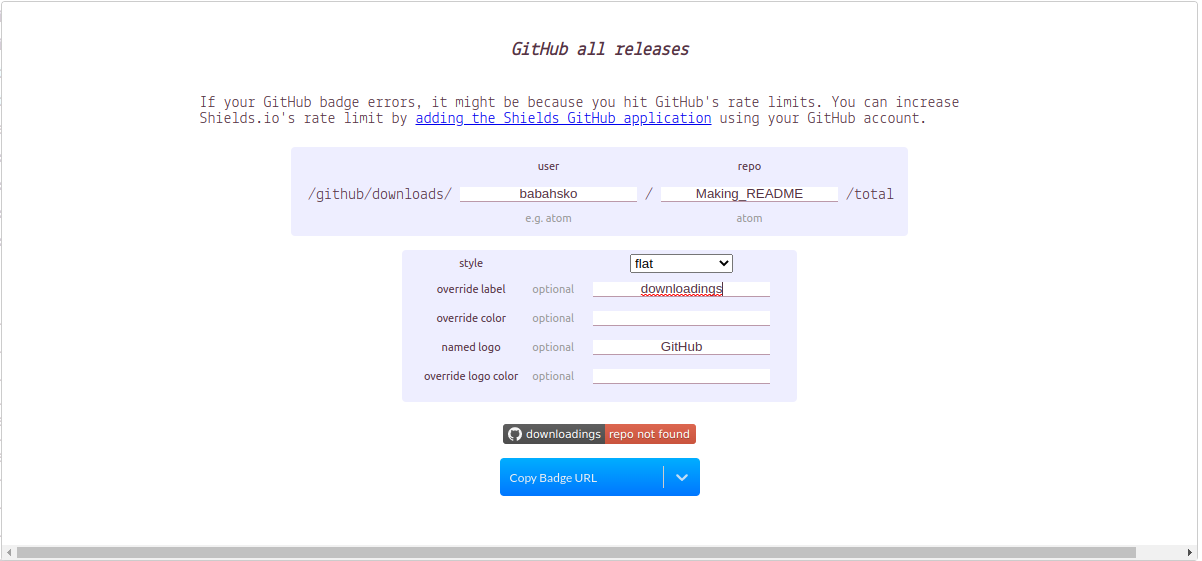 GitHub all releases
If your GitHub badge errors, it might be because you hit GitHub's rate limits. You can increase
Shields.io's rate limit by adding the Shields GitHub application using your GitHub account.
user repo
/github/downloads/ babahsko / Making_README /total
e.g. atom atom
style flat
override label optional downloadings
override color optional
named logo optional GitHub
override logo color optional
downloadings repo not found
Copy Badge URL